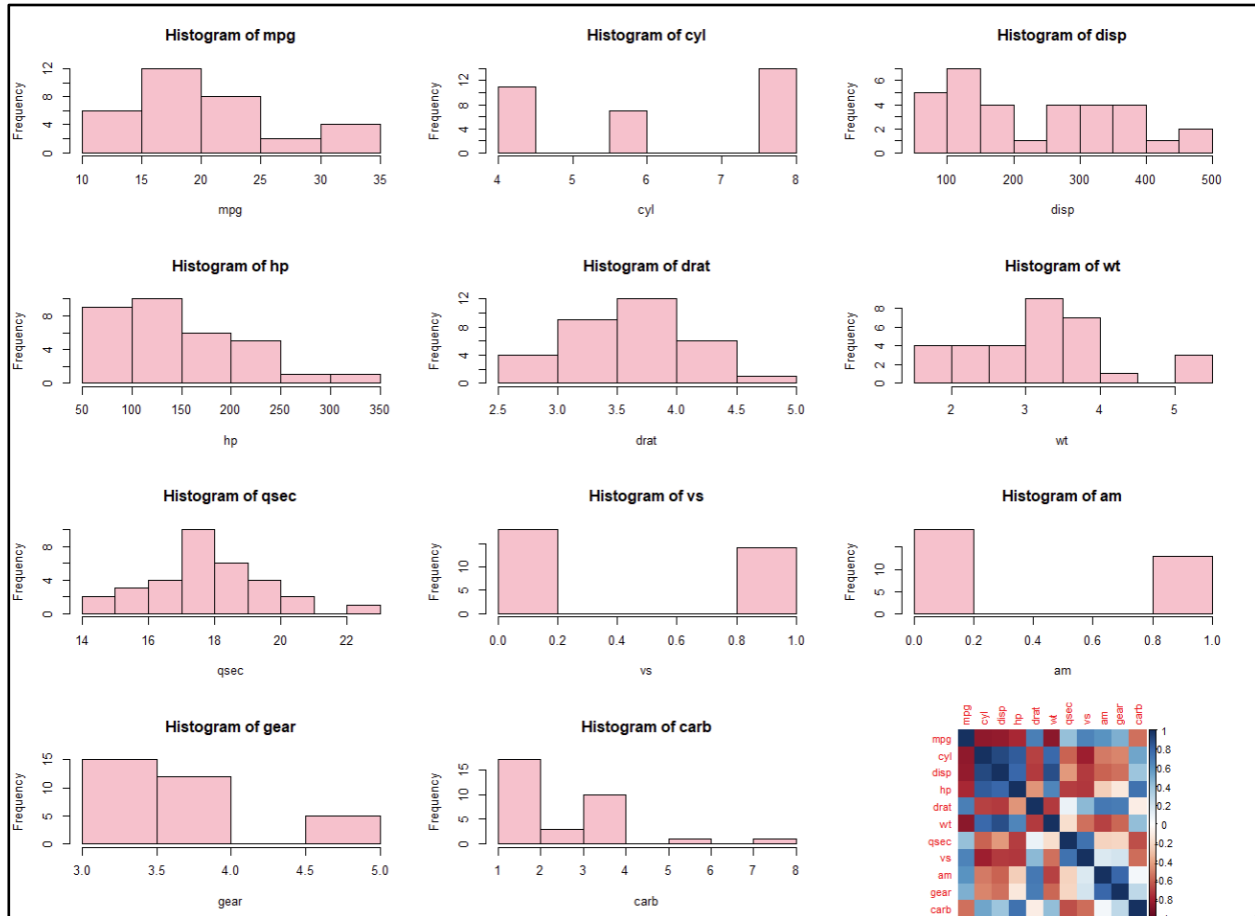 Histogram of mpg
Frequency
0 4 8 12
10 15 20 25 30 35
mpg
Histogram of cyl
Frequency
0 4 8 12
4 5 6 7 8
cyl
Histogram of disp
Frequency
0 2 4 6
100 200 300 400 500
disp
Histogram of hp
Frequency
0 4 8
50 100 150 200 250 300 350
hp
Histogram of drat
Frequency
0 4 8 12
2.5 3.0 3.5 4.0 4.5 5.0
drat
Histogram of wt
Frequency
0 2 4 6 8
2 3 4 5
wt
Histogram of qsec
Frequency
0 4 8
14 16 18 20 22
qsec
Histogram of vs
Frequency
0 5 10
0.0 0.2 0.4 0.6 0.8 1.0
vs
Histogram of am
Frequency
0 5 10
0.0 0.2 0.4 0.6 0.8 1.0
am
Histogram of gear
Frequency
0 5 10 15
3.0 3.5 4.0 4.5 5.0
gear
Histogram of carb
Frequency
0 5 10 15
1 2 3 4 5 6 7 8
carb
mpg cyl disp hp drat wt qsec vs am gear carb
mpg
cyl
disp
hp
drat
wt
qsec
vs
am
gear
carb
1
0.8
0.6
0.4
0.2
0
-0.2
-0.4
-0.6
-0.8